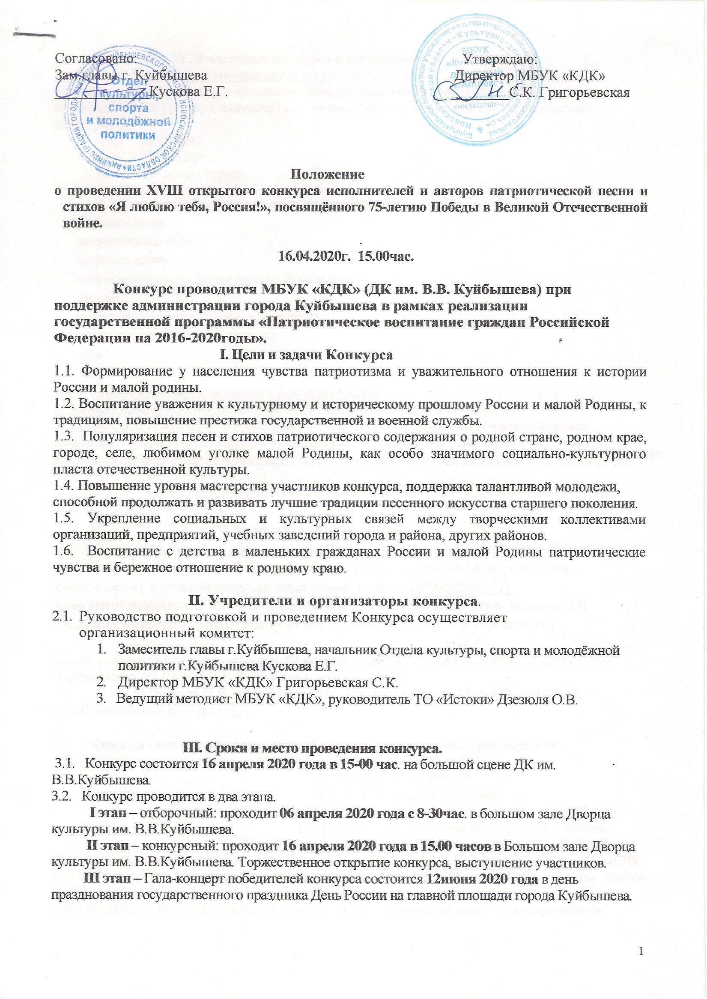 Согласовано:
Зам.главы г. Куйбышева
Кускова Е.Г.
Отдел
культуры,
спорта
и молодёжной
политики
Утверждаю:
Директор МБУК «КДК»
С.К. Григорьевская
МБУК
«Культурно-
досуговый
комплекс»
Положение
о проведении XVIII открытого конкурса исполнителей и авторов патриотической песни и
стихов «Я люблю тебя, Россия!», посвящённого 75-летию Победы в Великой Отечественной
войне.
16.04.2020г. 15.00час.
Конкурс проводится МБУК «КДК» (ДК им. В.В. Куйбышева) при
поддержке администрации города Куйбышева в рамках реализации
государственной программы «Патриотическое воспитание граждан Российской
Федерации на 2016-2020годы».
I. Цели и задачи Конкурса
1.1. Формирование у населения чувства патриотизма и уважительного отношения к истории
России и малой родины.
1.2. Воспитание уважения к культурному и историческому прошлому России и малой Родины, к
традициям, повышение престижа государственной и военной службы.
1.3. Популяризация песен и стихов патриотического содержания о родной стране, родном крае,
городе, селе, любимом уголке малой Родины, как особо значимого социально-культурного
пласта отечественной культуры.
1.4. Повышение уровня мастерства участников конкурса, поддержка талантливой молодежи,
способной продолжать и развивать лучшие традиции песенного искусства старшего поколения.
1.5. Укрепление социальных и культурных связей между творческими коллективами
организаций, предприятий, учебных заведений города и района, других районов.
1.6. Воспитание с детства в маленьких гражданах России и малой Родины патриотические
чувства и бережное отношение к родному краю.
II. Учредители и организаторы конкурса.
2.1. Руководство подготовкой и проведением Конкурса осуществляет
организационный комитет:
1. Замеситель главы г.Куйбышева, начальник Отдела культуры, спорта и молодёжной
политики г.Куйбышева Кускова Е.Г.
2. Директор МБУК «КДК» Григорьевская С.К.
3. Ведущий методист МБУК «КДК», руководитель ТО «Истоки» Дзезюля О.В.
III. Сроки и место проведения конкурса.
3.1. Конкурс состоится 16 апреля 2020 года в 15-00 час. на большой сцене ДК им.
В.В.Куйбышева.
3.2. Конкурс проводится в два этапа.
I этап – отборочный: проходит 06 апреля 2020 года с 8-30час. в большом зале Дворца
культуры им. В.В.Куйбышева.
II этап – конкурсный: проходит 16 апреля 2020 года в 15.00 часов в Большом зале Дворца
культуры им. В.В.Куйбышева. Торжественное открытие конкурса, выступление участников.
III этап – Гала-концерт победителей конкурса состоится 12июня 2020 года в день
празднования государственного праздника День России на главной площади города Куйбышева.
1